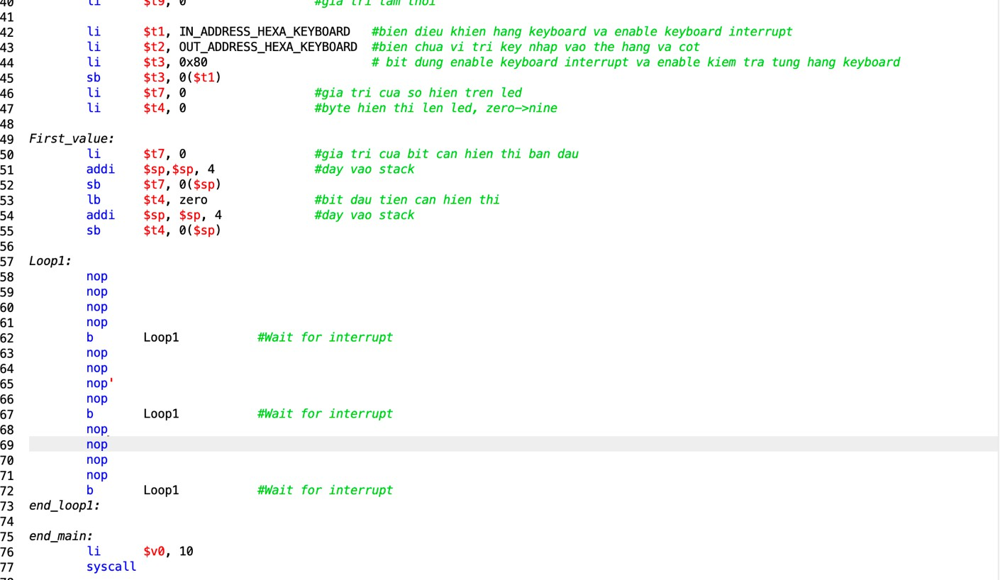 40 li $t9, 0 #gia tri tam thoi
41
42 li $t1, IN_ADDRESS_HEXA_KEYBOARD #bien dieu khien hang keyboard va enable keyboard interrupt
43 li $t2, OUT_ADDRESS_HEXA_KEYBOARD #bien chua vi tri key nhap vao the hang va cot
44 li $t3, 0x80 # bit dung enable keyboard interrupt va enable kiem tra tung hang keyboard
45 sb $t3, 0($t1)
46 li $t7, 0 #gia tri cua so hien tren led
47 li $t4, 0 #byte hien thi len led, zero->nine
48
49 First_value:
50 li $t7, 0 #gia tri cua bit can hien thi ban dau
51 addi $sp,$sp, 4 #day vao stack
52 sb $t7, 0($sp)
53 lb $t4, zero #bit dau tien can hien thi
54 addi $sp, $sp, 4 #day vao stack
55 sb $t4, 0($sp)
56
57 Loop1:
58 nop
59 nop
60 nop
61 nop
62 b Loop1 #Wait for interrupt
63 nop
64 nop
65 nop'
66 nop
67 b Loop1 #Wait for interrupt
68 nop
69 nop
70 nop
71 nop
72 b Loop1 #Wait for interrupt
73 end_loop1:
74
75 end_main:
76 li $v0, 10
77 syscall